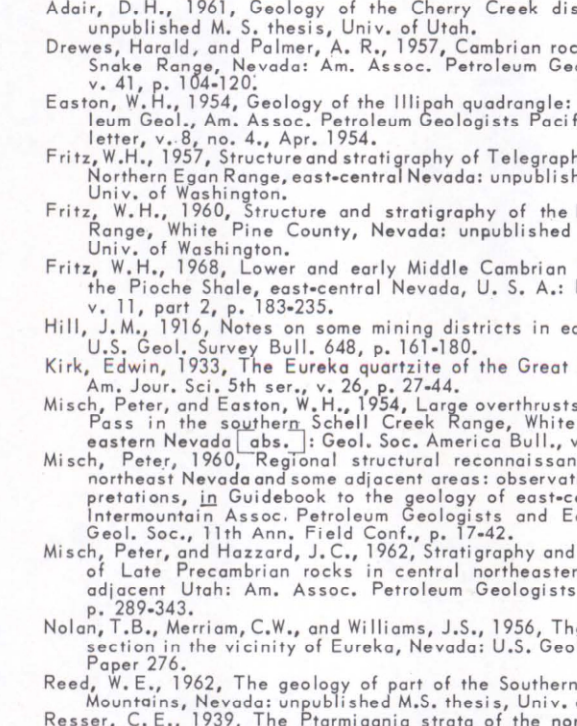 Adair, D. H., 1961, Geology of the Cherry Creek dis
unpublished M. S. thesis, Univ. of Utah.
Drewes, Harald, and Palmer, A. R., 1957, Cambrian roc
Snake Range, Nevada: Am. Assoc. Petroleum Geo
v. 41, p. 104-120.
Easton, W. H., 1954, Geology of the Illipah quadrangle:
leum Geol., Am. Assoc. Petroleum Geologists Pacif
letter, v. 8, no. 4., Apr. 1954.
Fritz, W.H., 1957, Structure and stratigraphy of Telegraph
Northern Egan Range, east-central Nevada: unpublish
Univ. of Washington.
Fritz, W. H., 1960, Structure and stratigraphy of the
Range, White Pine County, Nevada: unpublished
Univ. of Washington.
Fritz, W. H., 1968, Lower and early Middle Cambrian
the Pioche Shale, east-central Nevada, U. S. A.:
v. 11, part 2, p. 183-235.
Hill, J. M., 1916, Notes on some mining districts in ea
U.S. Geol. Survey Bull. 648, p. 161-180.
Kirk, Edwin, 1933, The Eureka quartzite of the Great
Am. Jour. Sci. 5th ser., v. 26, p. 27-44.
Misch, Peter, and Easton, W. H., 1954, Large overthrusts
Pass in the southern Schell Creek Range, White
eastern Nevada [abs.]: Geol. Soc. America Bull., v
Misch, Peter, 1960, Regional structural reconnaissan
northeast Nevada and some adjacent areas: observat
pretations, in Guidebook to the geology of east-ce
Intermountain Assoc. Petroleum Geologists and Ea
Geol. Soc., 11th Ann. Field Conf., p. 17-42.
Misch, Peter, and Hazzard, J. C., 1962, Stratigraphy and
of Late Precambrian rocks in central northeaster
adjacent Utah: Am. Assoc. Petroleum Geologists
p. 289-343.
Nolan, T.B., Merriam, C.W., and Williams, J.S., 1956, The
section in the vicinity of Eureka, Nevada: U.S. Geo
Paper 276.
Reed, W. E., 1962, The geology of part of the Southern
Mountains, Nevada: unpublished M.S. thesis, Univ.
Resser, C. E., 1939, The Ptarmigania strata of the no